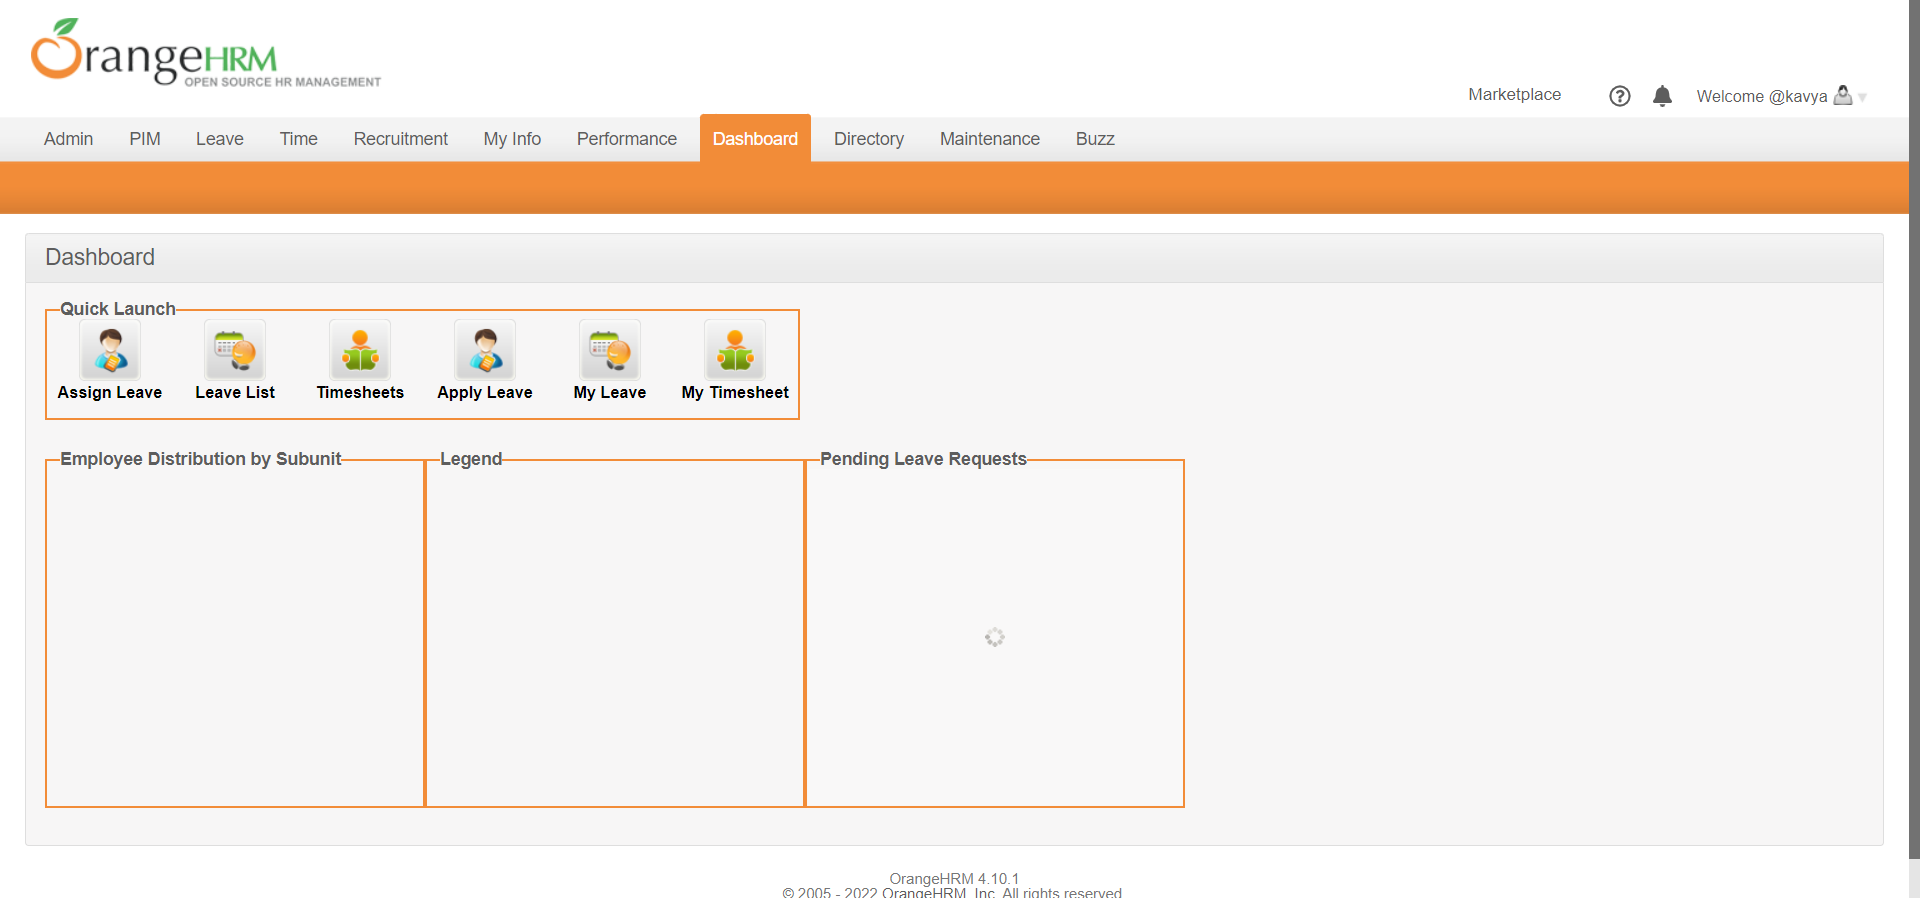 OrangeHRM
OPEN SOURCE HR MANAGEMENT
Marketplace
Welcome @kavya
Admin PIM Leave Time Recruitment My Info Performance Dashboard Directory Maintenance Buzz
Dashboard
Quick Launch
Assign Leave Leave List Timesheets Apply Leave My Leave My Timesheet
Employee Distribution by Subunit Legend Pending Leave Requests
OrangeHRM 4.10.1
© 2005 - 2022 OrangeHRM, Inc. All rights reserved